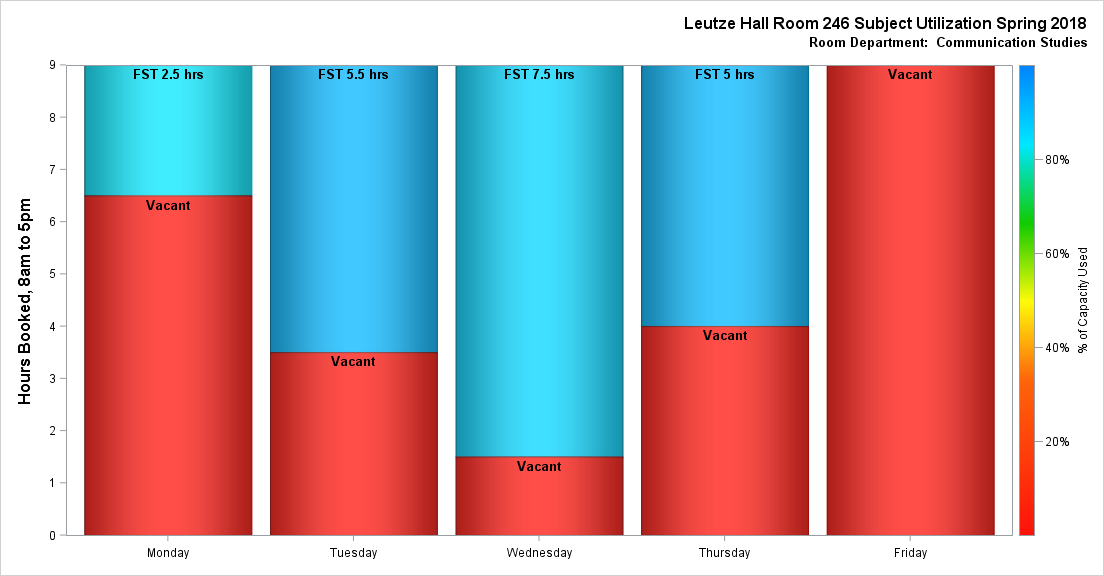 Leutze Hall Room 246 Subject Utilization Spring 2018
Room Department:  Communication Studies
Hours Booked, 8am to 5pm
9
8
7
6
5
4
3
2
1
0
FST 2.5 hrs
Vacant
FST 5.5 hrs
Vacant
FST 7.5 hrs
Vacant
FST 5 hrs
Vacant
Vacant
Monday
Tuesday
Wednesday
Thursday
Friday
80%
60%
40%
20%
% of Capacity Used